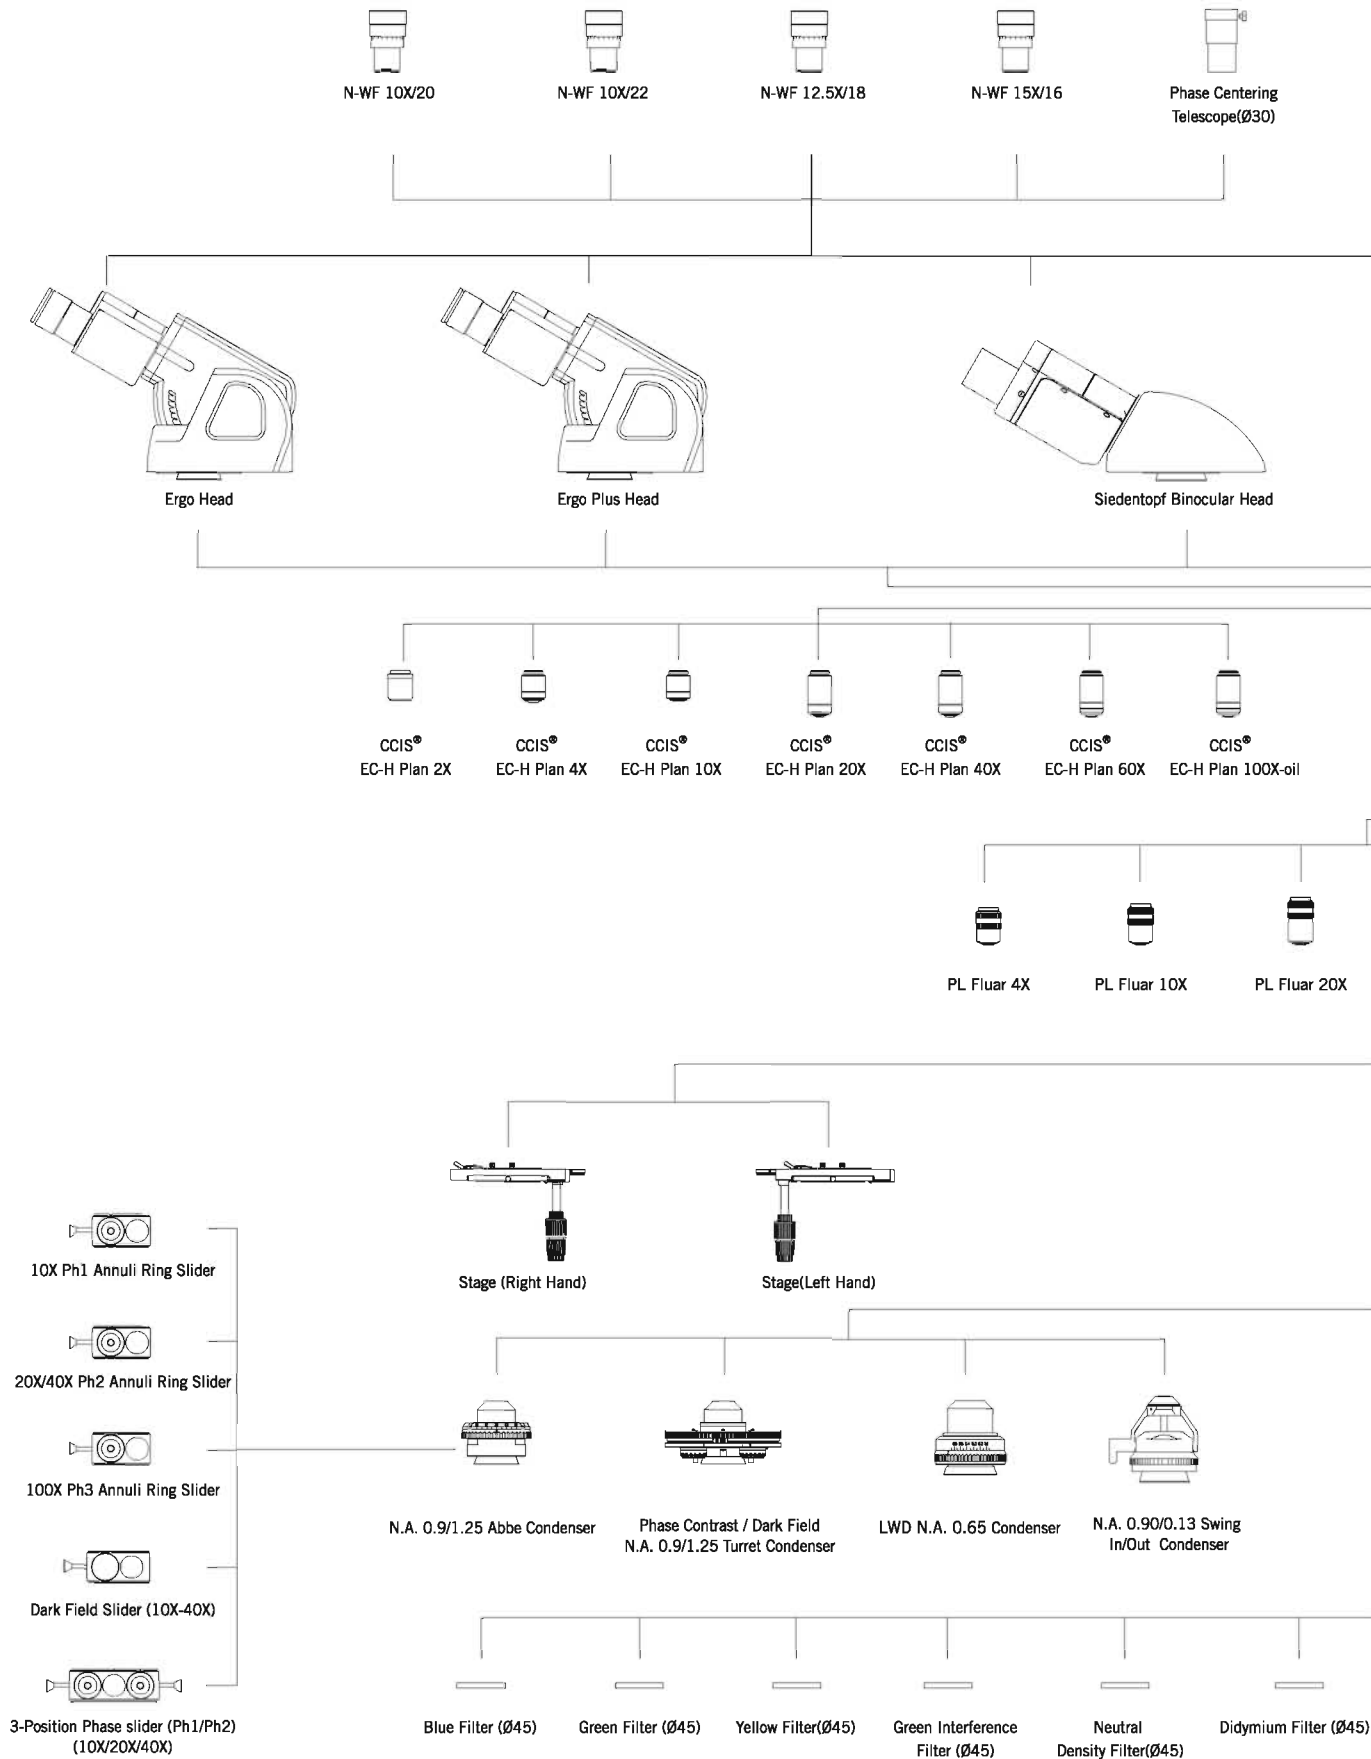 N-WF 10X/20
N-WF 10X/22
N-WF 12.5X/18
N-WF 15X/16
Phase Centering
Telescope(Ø30)
Ergo Head
Ergo Plus Head
Siedentopf Binocular Head
CCIS®
EC-H Plan 2X
CCIS®
EC-H Plan 4X
CCIS®
EC-H Plan 10X
CCIS®
EC-H Plan 20X
CCIS®
EC-H Plan 40X
CCIS®
EC-H Plan 60X
CCIS®
EC-H Plan 100X-oil
PL Fluar 4X
PL Fluar 10X
PL Fluar 20X
Stage (Right Hand)
Stage(Left Hand)
10X Ph1 Annuli Ring Slider
20X/40X Ph2 Annuli Ring Slider
100X Ph3 Annuli Ring Slider
Dark Field Slider (10X-40X)
3-Position Phase slider (Ph1/Ph2)
(10X/20X/40X)
N.A. 0.9/1.25 Abbe Condenser
Phase Contrast / Dark Field
N.A. 0.9/1.25 Turret Condenser
LWD N.A. 0.65 Condenser
N.A. 0.90/0.13 Swing
In/Out Condenser
Blue Filter (Ø45)
Green Filter (Ø45)
Yellow Filter(Ø45)
Green Interference
Filter (Ø45)
Neutral
Density Filter(Ø45)
Didymium Filter (Ø45)